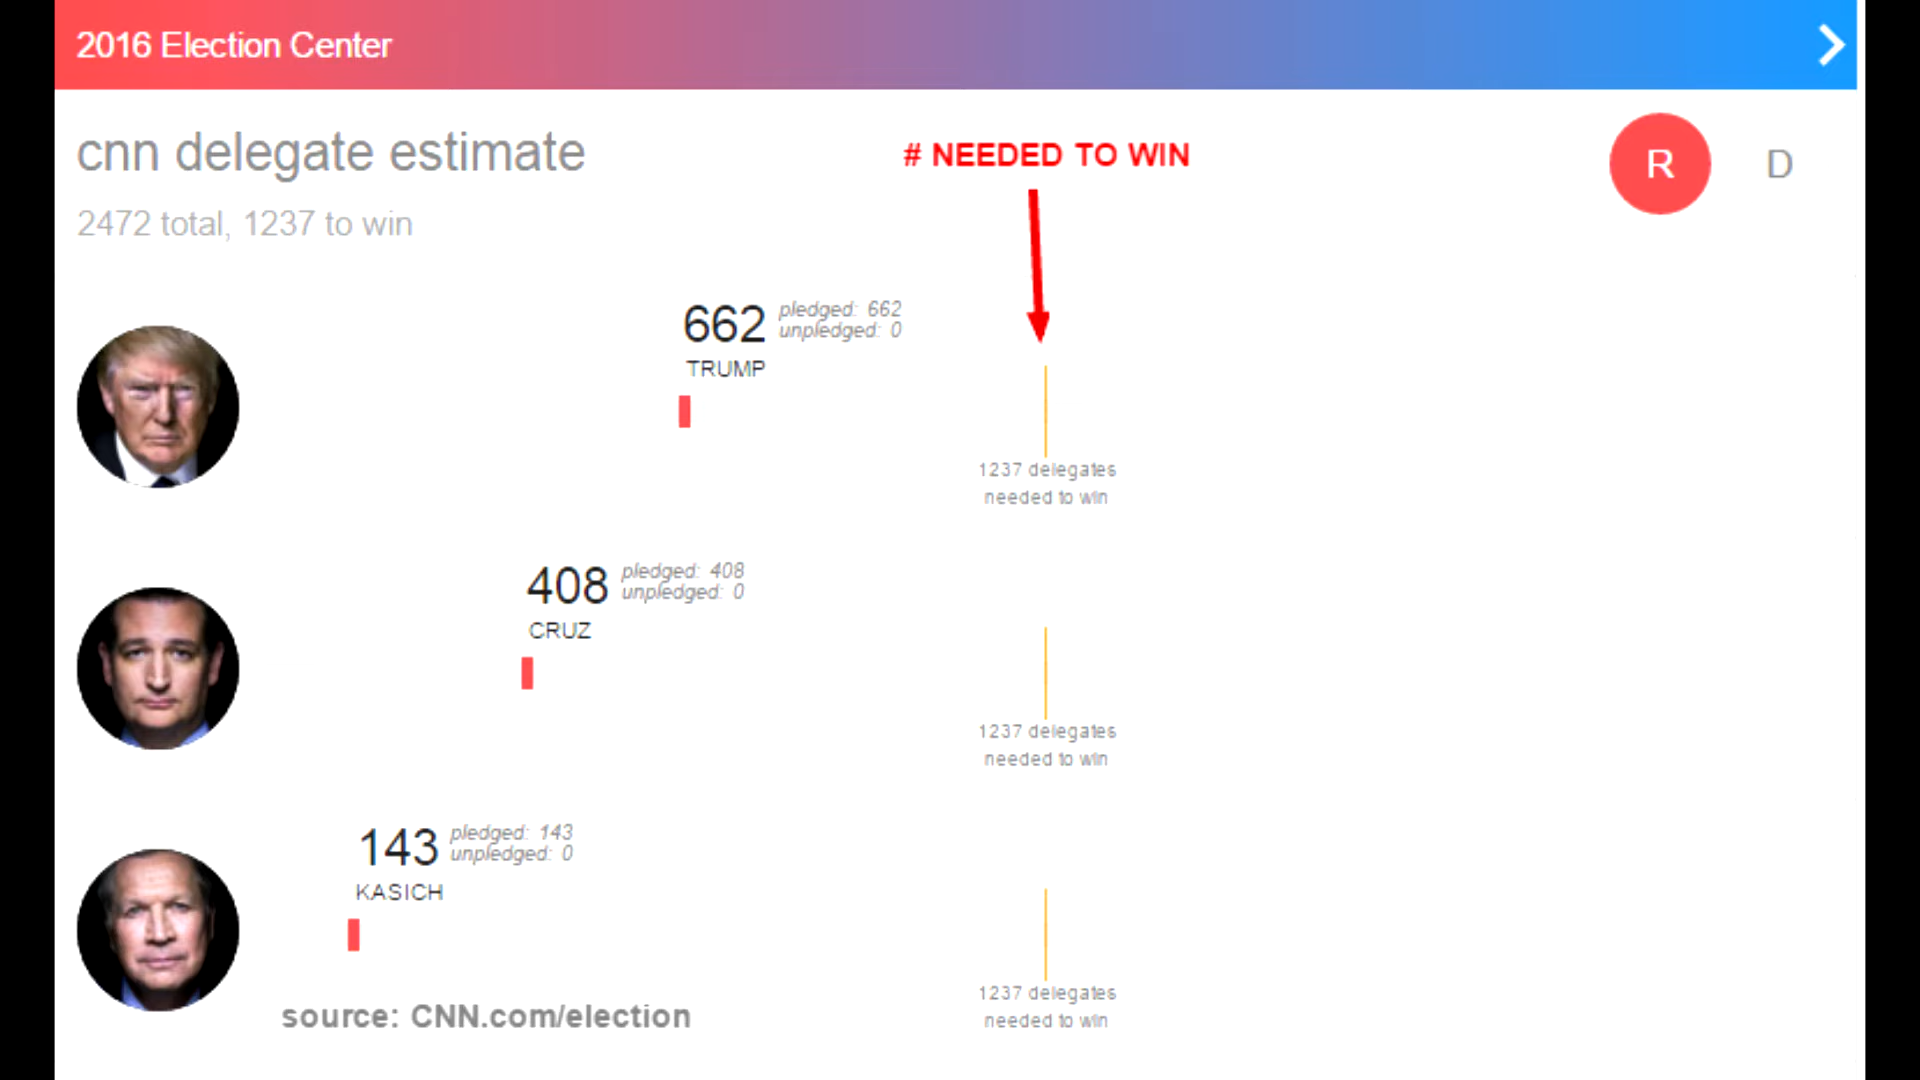 2016 Election Center
cnn delegate estimate
2472 total, 1237 to win
# NEEDED TO WIN
R
D
662
pledged: 662
unpledged: 0
TRUMP
1237 delegates
needed to win
408
pledged: 408
unpledged: 0
CRUZ
1237 delegates
needed to win
143
pledged: 143
unpledged: 0
KASICH
1237 delegates
needed to win
source: CNN.com/election